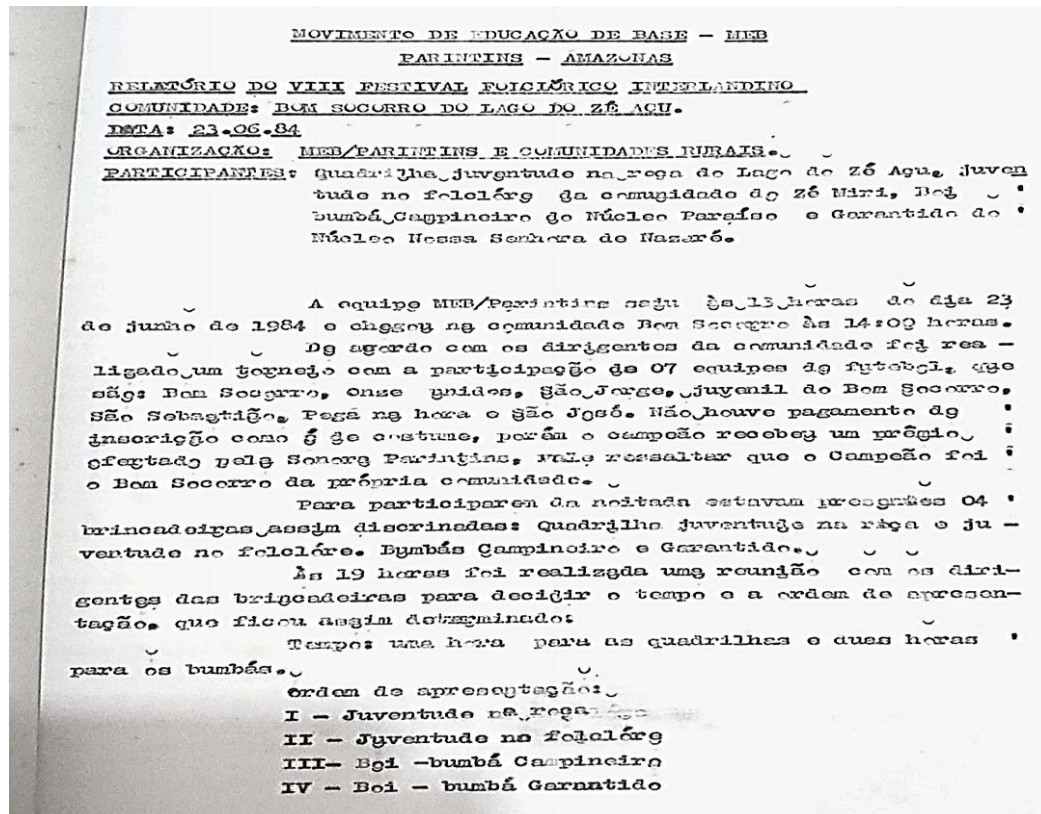 MOVIMENTO DE EDUCAÇÃO DE BASE — MEB
PARINTINS — AMAZONAS
RELATÓRIO DO VIII FESTIVAL FOLCLÓRICO INTERLANDINO
COMUNIDADE: BOM SOCORRO DO LAGO DO ZÉ AÇU.
DATA: 23.06.84
ORGANIZAÇÃO: MEB/PARINTINS E COMUNIDADES RURAIS.
PARTICIPANTES: Quadrilha juventude na roça do Lago do Zé Açu, juven
tude no folclóre da comunidade do Zé Miri, Boi '
bumbá Campineiro do Núcleo Paraíso e Garantido do '
Núcleo Nossa Senhora de Nazaré.
A equipe MEB/Parintins saiu às 13 horas do dia 23
de junho de 1984 e chegou na comunidade Bom Socorro às 14:00 horas.
De acordo com os dirigentes da comunidade foi rea —
lizado um torneio com a participação de 07 equipes de futebol, que
são: Bom Socorro, Onze unidos, São Jorge, juvenil do Bom Socorro,
São Sebastião, Pega na hora e São José. Não houve pagamento de '
inscrição como é de costume, porém o campeão recebeu um prêmio
ofertado pela Sonora Parintins, vale ressaltar que o Campeão foi
o Bom Socorro da própria comunidade.
Para participarem da noitada estavam presentes 04 '
brincadeiras assim discrinadas: Quadrilha juventude na roça e ju —
ventude no folclóre. Bumbás Campineiro e Garantido.
Às 19 horas foi realizada uma reunião com os diri—
gentes das brincadeiras para decidir o tempo e a ordem de apresen—
tação, que ficou assim determinado:
Tempo: uma hora para as quadrilhas e duas horas '
para os bumbás.
ordem de apresentação:
I — Juventude na roça
II — Juventude no folclóre
III— Boi —bumbá Campineiro
IV — Boi — bumbá Garantido